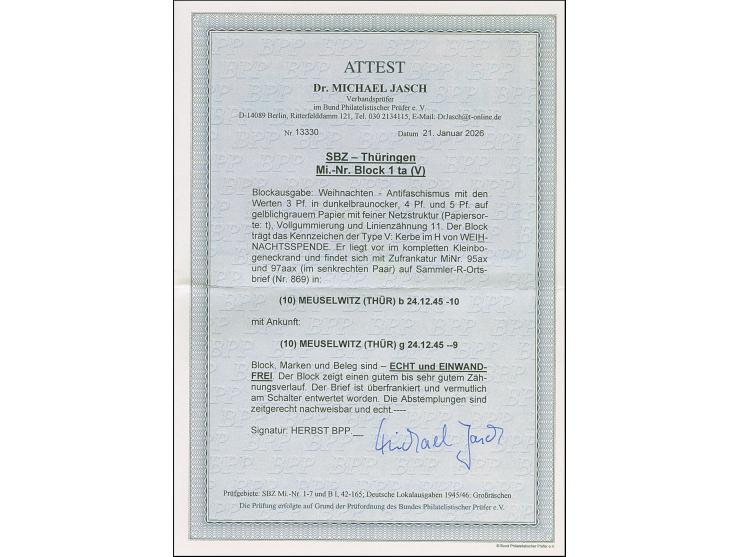 ATTEST
Dr. MICHAEL JASCH
Verbandsprüfer
im Bund Philatelistischer Prüfer e. V.
D-14089 Berlin, Ritterfelddamm 121, Tel. 030 2134115, E-Mail: DrJasch@t-online.de
Nr. 13330 Datum 21. Januar 2026
SBZ – Thüringen
Mi.-Nr. Block 1 ta (V)
Blockausgabe: Weihnachten - Antifaschismus mit den
Werten 3 Pf. in dunkelbraunocker, 4 Pf. und 5 Pf. auf
gelblichgrauem Papier mit feiner Netzstruktur (Papiersor-
te: t), Vollgummierung und Linienzähnung 11. Der Block
trägt das Kennzeichen der Type V: Kerbe im H von WEIH-
NACHTSSPENDE. Er liegt vor im kompletten Kleinbo-
geneckrand und findet sich mit Zufrankatur MiNr. 95ax
und 97aax (im senkrechten Paar) auf Sammler-R-Orts-
brief (Nr. 869) in:
(10) MEUSELWITZ (THÜR) b 24.12.45 -10
mit Ankunft:
(10) MEUSELWITZ (THÜR) g 24.12.45 --9
Block, Marken und Beleg sind – ECHT und EINWAND-
FREI. Der Block zeigt einen gutem bis sehr gutem Zäh-
nungsverlauf. Der Brief ist überfrankiert und vermutlich
am Schalter entwertet worden. Die Abstemplungen sind
zeitgerecht nachweisbar und echt.----
Signatur: HERBST BPP.__ Michael Jasch
Prüfgebiete: SBZ Mi.-Nr. 1-7 und B I, 42-165; Deutsche Lokalausgaben 1945/46: Großräschen
Die Prüfung erfolgte auf Grund der Prüfordnung des Bundes Philatelistischer Prüfer e.V.
© Bund Philatelistischer Prüfer e.V.